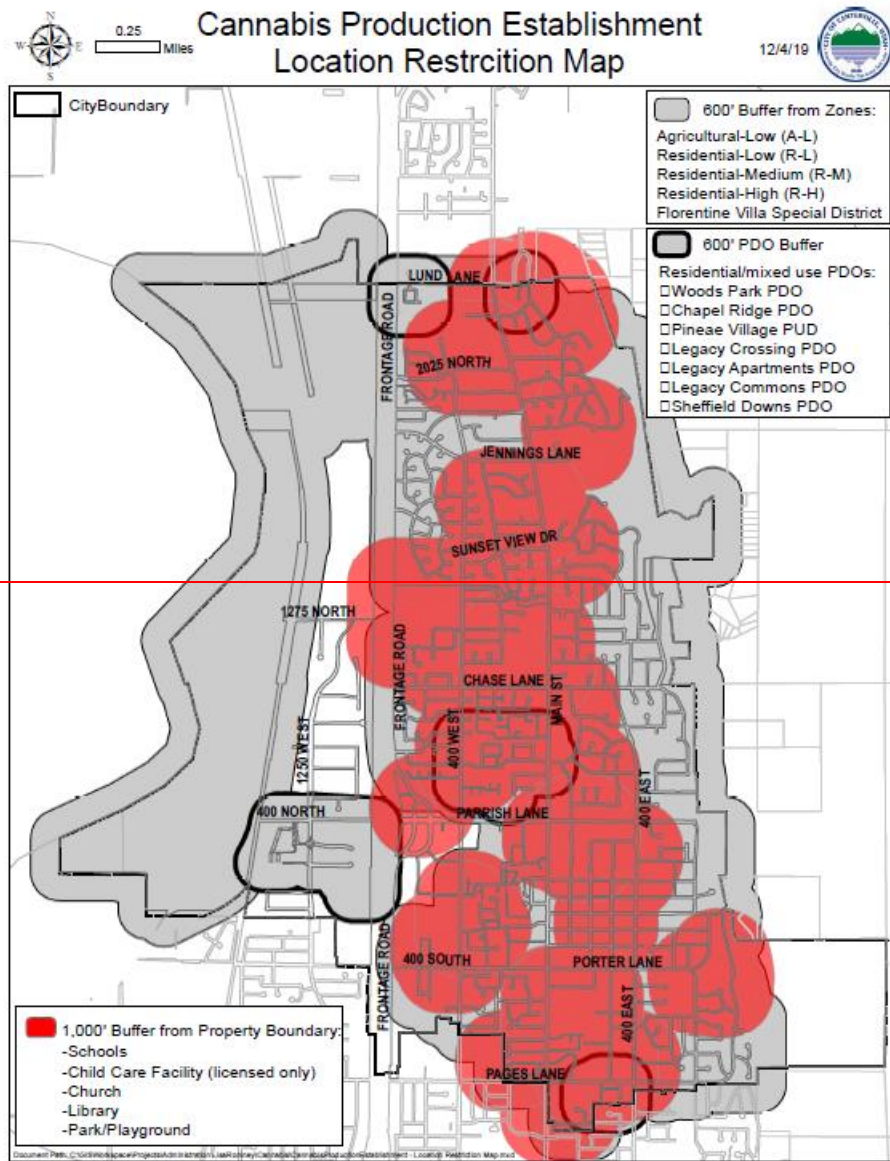 Cannabis Production Establishment
Location Restrcition Map
N
W
E
S
0.25
Miles
12/4/19
CityBoundary
600' Buffer from Zones:
Agricultural-Low (A-L)
Residential-Low (R-L)
Residential-Medium (R-M)
Residential-High (R-H)
Florentine Villa Special District
600' PDO Buffer
Residential/mixed use PDOs:
□Woods Park PDO
□Chapel Ridge PDO
□Pineae Village PUD
□Legacy Crossing PDO
□Legacy Apartments PDO
□Legacy Commons PDO
□Sheffield Downs PDO
LUND LANE
FRONTAGE ROAD
2025 NORTH
JENNINGS LANE
SUNSET VIEW DR
1275 NORTH
FRONTAGE ROAD
CHASE LANE
MAIN ST
400 WEST
1250 WEST
400 NORTH
PARRISH LANE
400 EAST
FRONTAGE ROAD
400 SOUTH
PORTER LANE
400 EAST
PAGES LANE
1,000' Buffer from Property Boundary:
-Schools
-Child Care Facility (licensed only)
-Church
-Library
-Park/Playground